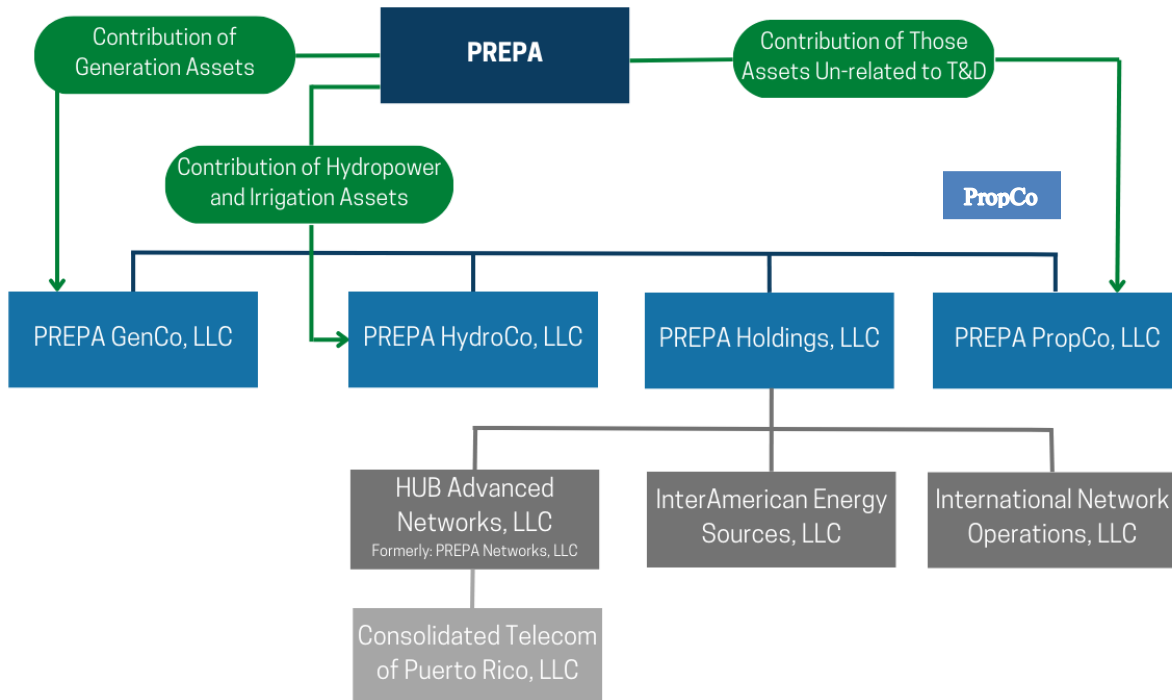 Contribution of
Generation Assets
PREPA
Contribution of Those
Assets Un-related to T&D
Contribution of Hydropower
and Irrigation Assets
PropCo
PREPA GenCo, LLC
PREPA HydroCo, LLC
PREPA Holdings, LLC
PREPA PropCo, LLC
HUB Advanced
Networks, LLC
Formerly: PREPA Networks, LLC
InterAmerican Energy
Sources, LLC
International Network
Operations, LLC
Consolidated Telecom
of Puerto Rico, LLC